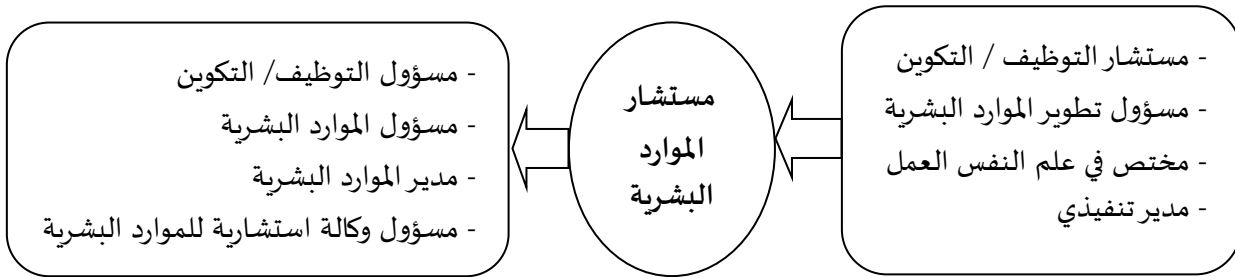 - مستشار التوظيف / التكوين
- مسؤول تطوير الموارد البشرية
- مختص في علم النفس العمل
- مدير تنفيذي
مستشار
الموارد
البشرية
- مسؤول التوظيف/ التكوين
- مسؤول الموارد البشرية
- مدير الموارد البشرية
- مسؤول وكالة استشارية للموارد البشرية